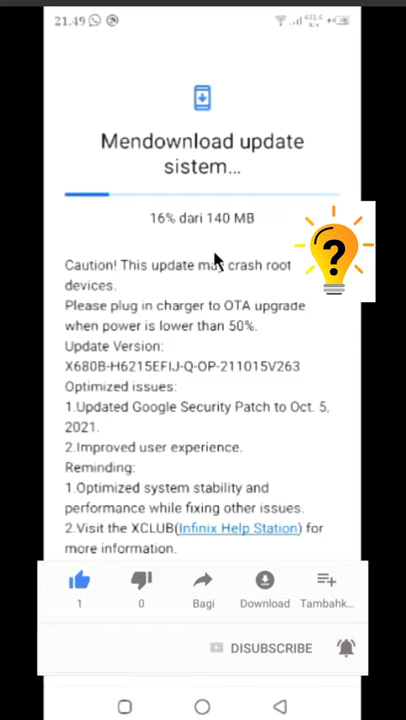 21.49
Mendownload update
sistem...
16% dari 140 MB
?
Caution! This update may crash root
devices.
Please plug in charger to OTA upgrade
when power is lower than 50%.
Update Version:
X680B-H6215EFIJ-Q-OP-211015V263
Optimized issues:
1.Updated Google Security Patch to Oct. 5,
2021.
2.Improved user experience.
Reminding:
1.Optimized system stability and
performance while fixing other issues.
2.Visit the XCLUB(Infinix Help Station) for
more information.
1 0 Bagi Download Tambahk...
DISUBSCRIBE